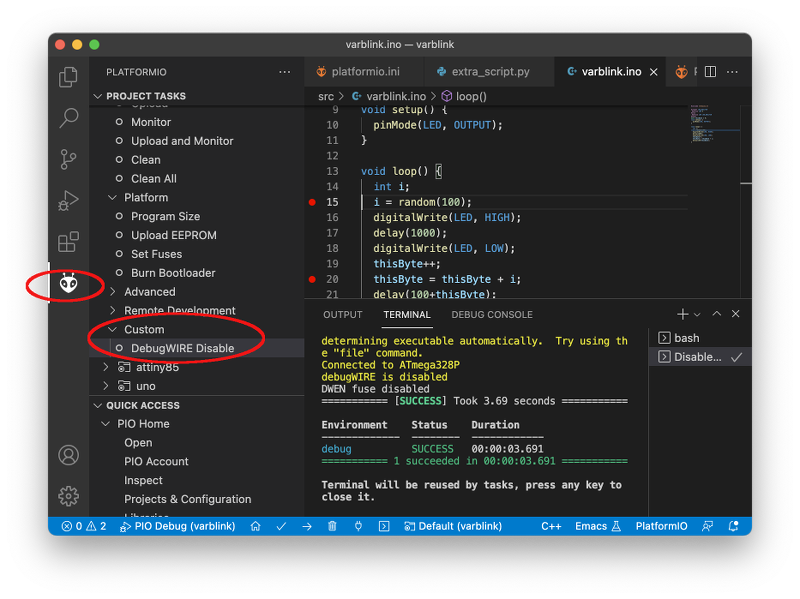 varblink.ino — varblink
PLATFORMIO
platformio.ini
extra_script.py
varblink.ino
PROJECT TASKS
Monitor
Upload and Monitor
Clean
Clean All
Platform
Program Size
Upload EEPROM
Set Fuses
Burn Bootloader
Advanced
Remote Development
Custom
DebugWIRE Disable
attiny85
uno
QUICK ACCESS
PIO Home
Open
PIO Account
Inspect
Projects & Configuration
src > varblink.ino > loop()
9 void setup() {
10 pinMode(LED, OUTPUT);
11 }
12
13 void loop() {
14 int i;
15 i = random(100);
16 digitalWrite(LED, HIGH);
17 delay(1000);
18 digitalWrite(LED, LOW);
19 thisByte++;
20 thisByte = thisByte + i;
21 delay(100+thisByte);
OUTPUT TERMINAL DEBUG CONSOLE
determining executable automatically.  Try using th
e "file" command.
Connected to ATmega328P
debugWIRE is disabled
DWEN fuse disabled
=========== [SUCCESS] Took 3.69 seconds ===========
Environment Status Duration
------------- -------- ------------
debug SUCCESS 00:00:03.691
=========== 1 succeeded in 00:00:03.691 ===========
Terminal will be reused by tasks, press any key to
close it.
bash
Disable...
0 2 PIO Debug (varblink) Default (varblink) C++ Emacs PlatformIO